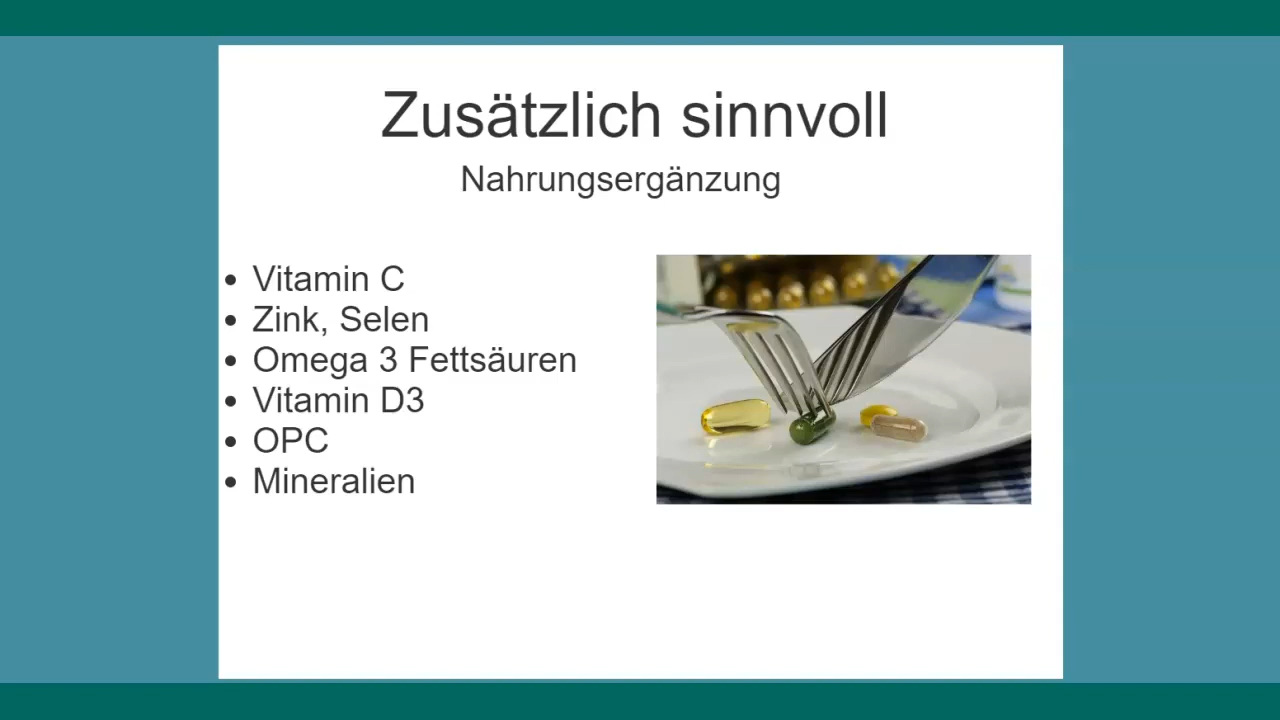 Zusätzlich sinnvoll
Nahrungsergänzung
• Vitamin C
• Zink, Selen
• Omega 3 Fettsäuren
• Vitamin D3
• OPC
• Mineralien